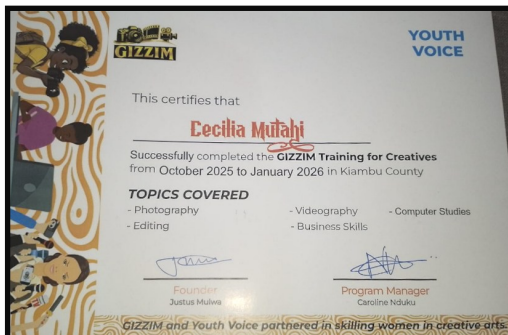 GIZZIM
YOUTH
VOICE
This certifies that
Cecilia Mutahi
Successfully completed the GIZZIM Training for Creatives
from October 2025 to January 2026 in Kiambu County
TOPICS COVERED
- Photography - Videography - Computer Studies
- Editing - Business Skills
Founder Program Manager
Justus Muiwa Caroline Nduku
GIZZIM and Youth Voice partnered in skilling women in creative arts.